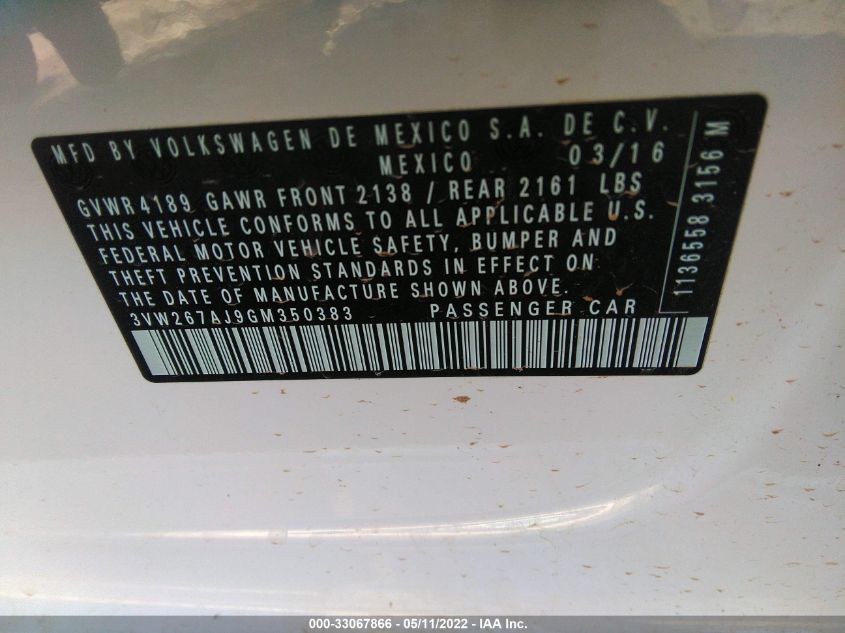 MFD BY VOLKSWAGEN DE MEXICO S.A. DE C.V.
MEXICO 03/16
GVWR 4189 GAWR FRONT 2138 / REAR 2161 LBS
THIS VEHICLE CONFORMS TO ALL APPLICABLE U.S.
FEDERAL MOTOR VEHICLE SAFETY, BUMPER AND
THEFT PREVENTION STANDARDS IN EFFECT ON
THE DATE OF MANUFACTURE SHOWN ABOVE.
3VW267AJ9GM350383 PASSENGER CAR
1136558 3156 M
000-33067866 - 05/11/2022 - IAA Inc.